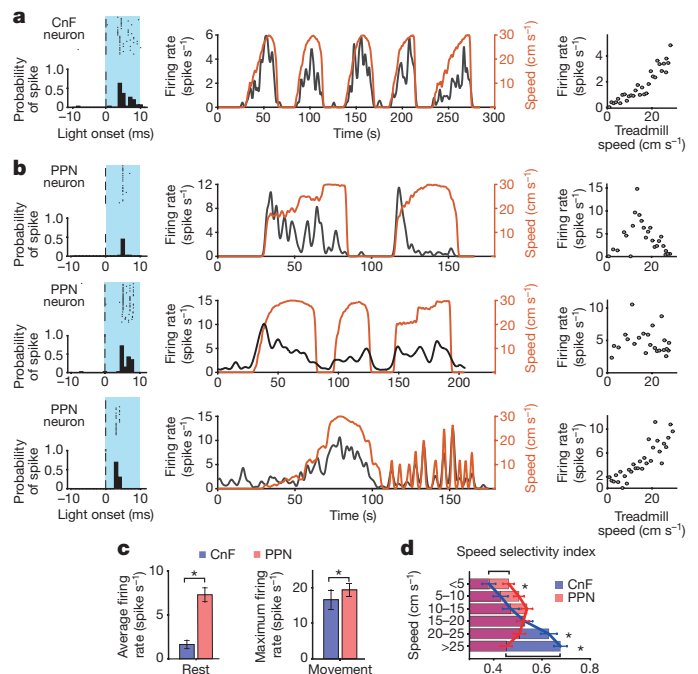 a
CnF
neuron
Probability
of spike
1.0
0.5
0
−10
0
10
Light onset (ms)
Firing rate
(spike s⁻¹)
6
4
2
0
50
100
150
200
250
300
Time (s)
30
20
10
0
Speed (cm s⁻¹)
Firing rate
(spike s⁻¹)
6
4
2
0
0
20
Treadmill
speed (cm s⁻¹)
b
PPN
neuron
Probability
of spike
1.0
0.5
0
−10
0
10
Firing rate
(spike s⁻¹)
12
8
4
0
0
50
100
150
30
20
10
0
Speed (cm s⁻¹)
Firing rate
(spike s⁻¹)
15
10
5
0
0
20
PPN
neuron
Probability
of spike
1.0
0.5
0
−10
0
10
Firing rate
(spike s⁻¹)
15
10
5
0
0
50
100
150
200
30
20
10
0
Speed (cm s⁻¹)
Firing rate
(spike s⁻¹)
15
10
5
0
0
20
PPN
neuron
Probability
of spike
1.0
0.5
0
−10
0
10
Light onset (ms)
Firing rate
(spike s⁻¹)
15
10
5
0
0
50
100
150
Time (s)
30
20
10
0
Speed (cm s⁻¹)
Firing rate
(spike s⁻¹)
15
10
5
0
0
20
Treadmill
speed (cm s⁻¹)
c
CnF
PPN
Average firing
rate (spike s⁻¹)
10
5
0
*
Rest
Maximum firing
rate (spike s⁻¹)
20
10
0
*
Movement
d
Speed selectivity index
Speed (cm s⁻¹)
<5
5–10
10–15
15–20
20–25
>25
*
*
*
CnF
PPN
0.4
0.6
0.8